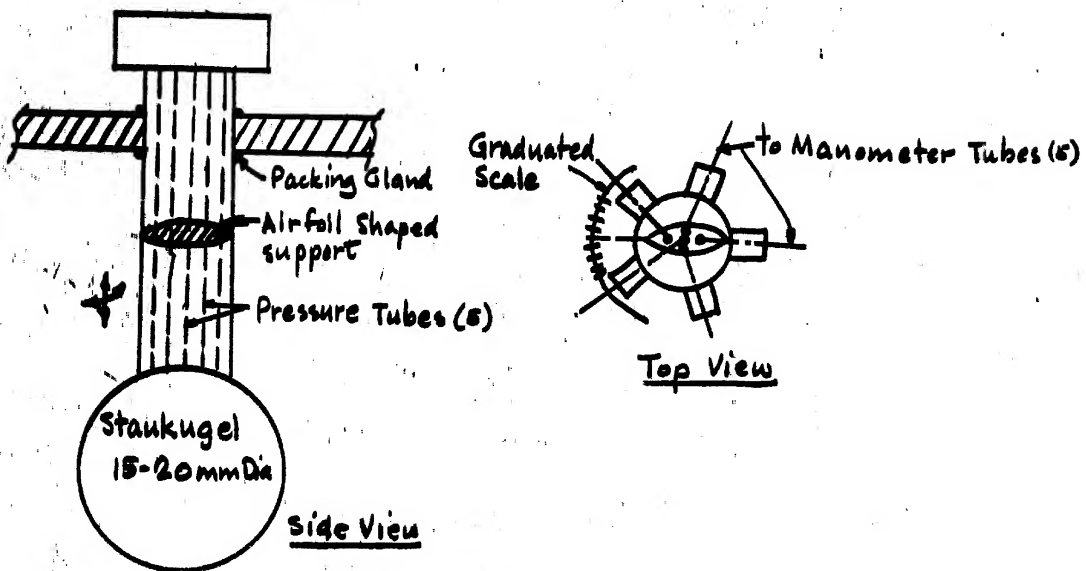 Packing Gland
Airfoil Shaped
support
Pressure Tubes (5)
Staukugel
15-20mm Dia
Side View
Graduated
Scale
to Manometer Tubes (5)
Top View